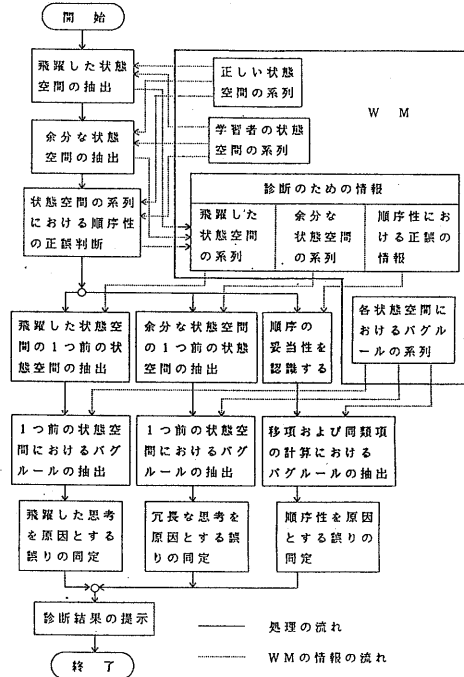 開始
飛躍した状態
空間の抽出
正しい状態
空間の系列
ＷＭ
余分な状態
空間の抽出
学習者の状態
空間の系列
状態空間の系列
における順序性
の正誤判断
診断のための情報
飛躍した
状態空間
の系列
余分な
状態空間
の系列
順序性にお
ける正誤の
情報
飛躍した状態空
間の１つ前の状
態空間の抽出
余分な状態空間
の１つ前の状態
空間の抽出
順序の
妥当性を
認識する
各状態空間に
おけるバグル
ールの系列
１つ前の状態空
間におけるバグ
ルールの抽出
１つ前の状態空
間におけるバグ
ルールの抽出
移項および同類項
の計算における
バグルールの抽出
飛躍した思考
を原因とする
誤りの同定
冗長な思考を
原因とする誤
りの同定
順序性を原因
とする誤りの
同定
診断結果の提示
終了
処理の流れ
ＷＭの情報の流れ